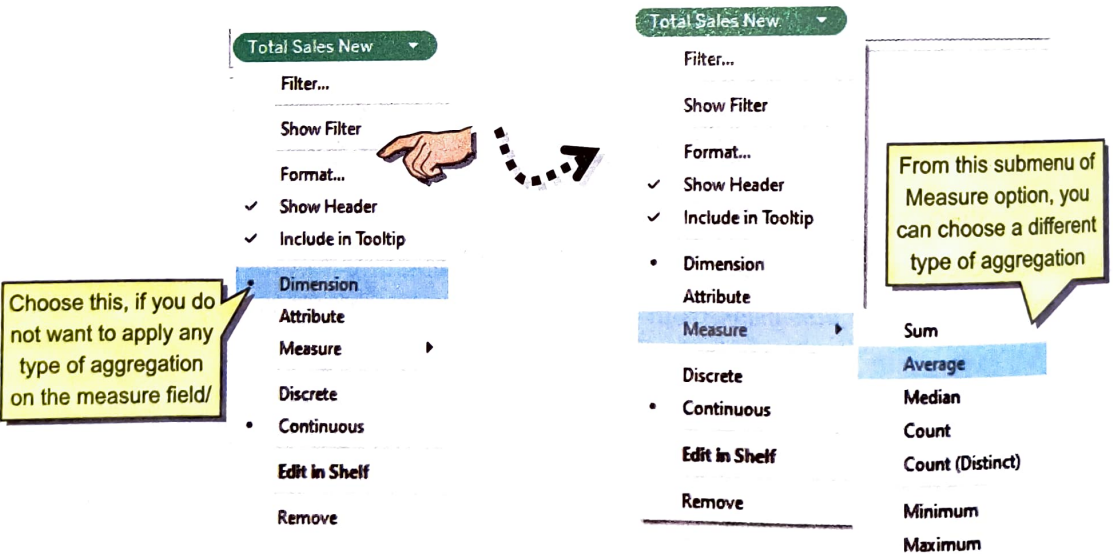 Total Sales New
Filter...
Show Filter
Format...
✓ Show Header
✓ Include in Tooltip
• Dimension
Attribute
Measure
Discrete
• Continuous
Edit in Shelf
Remove
Choose this, if you do
not want to apply any
type of aggregation
on the measure field/
Total Sales New
Filter...
Show Filter
Format...
✓ Show Header
✓ Include in Tooltip
• Dimension
Attribute
Measure
Discrete
• Continuous
Edit in Shelf
Remove
From this submenu of
Measure option, you
can choose a different
type of aggregation
Sum
Average
Median
Count
Count (Distinct)
Minimum
Maximum